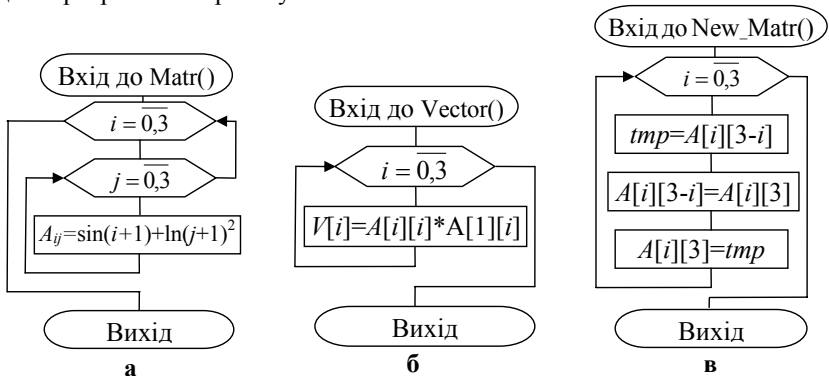 Вхід до Matr()
i = 0,3
j = 0,3
Aij=sin(i+1)+ln(j+1)²
Вихід
а
Вхід до Vector()
i = 0,3
V[i]=A[i][i]*A[1][i]
Вихід
б
Вхід до New_Matr()
i = 0,3
tmp=A[i][3-i]
A[i][3-i]=A[i][3]
A[i][3]=tmp
Вихід
в